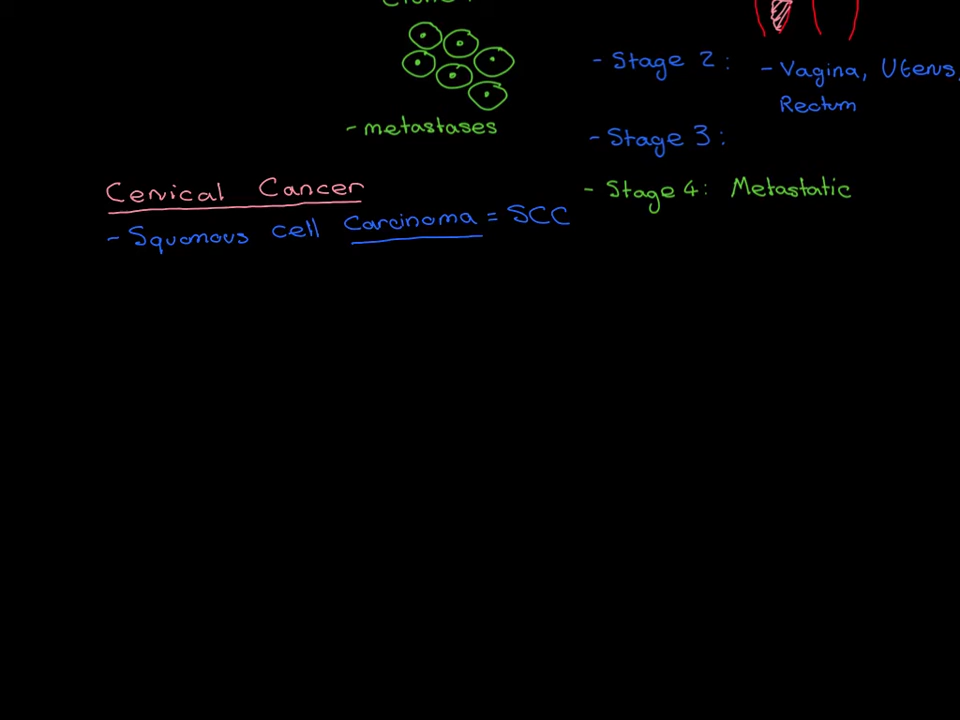 - metastases
- Stage 2: - Vagina, Uterus,
Rectum
- Stage 3:
- Stage 4: Metastatic
Cervical Cancer
- Squamous cell Carcinoma = SCC